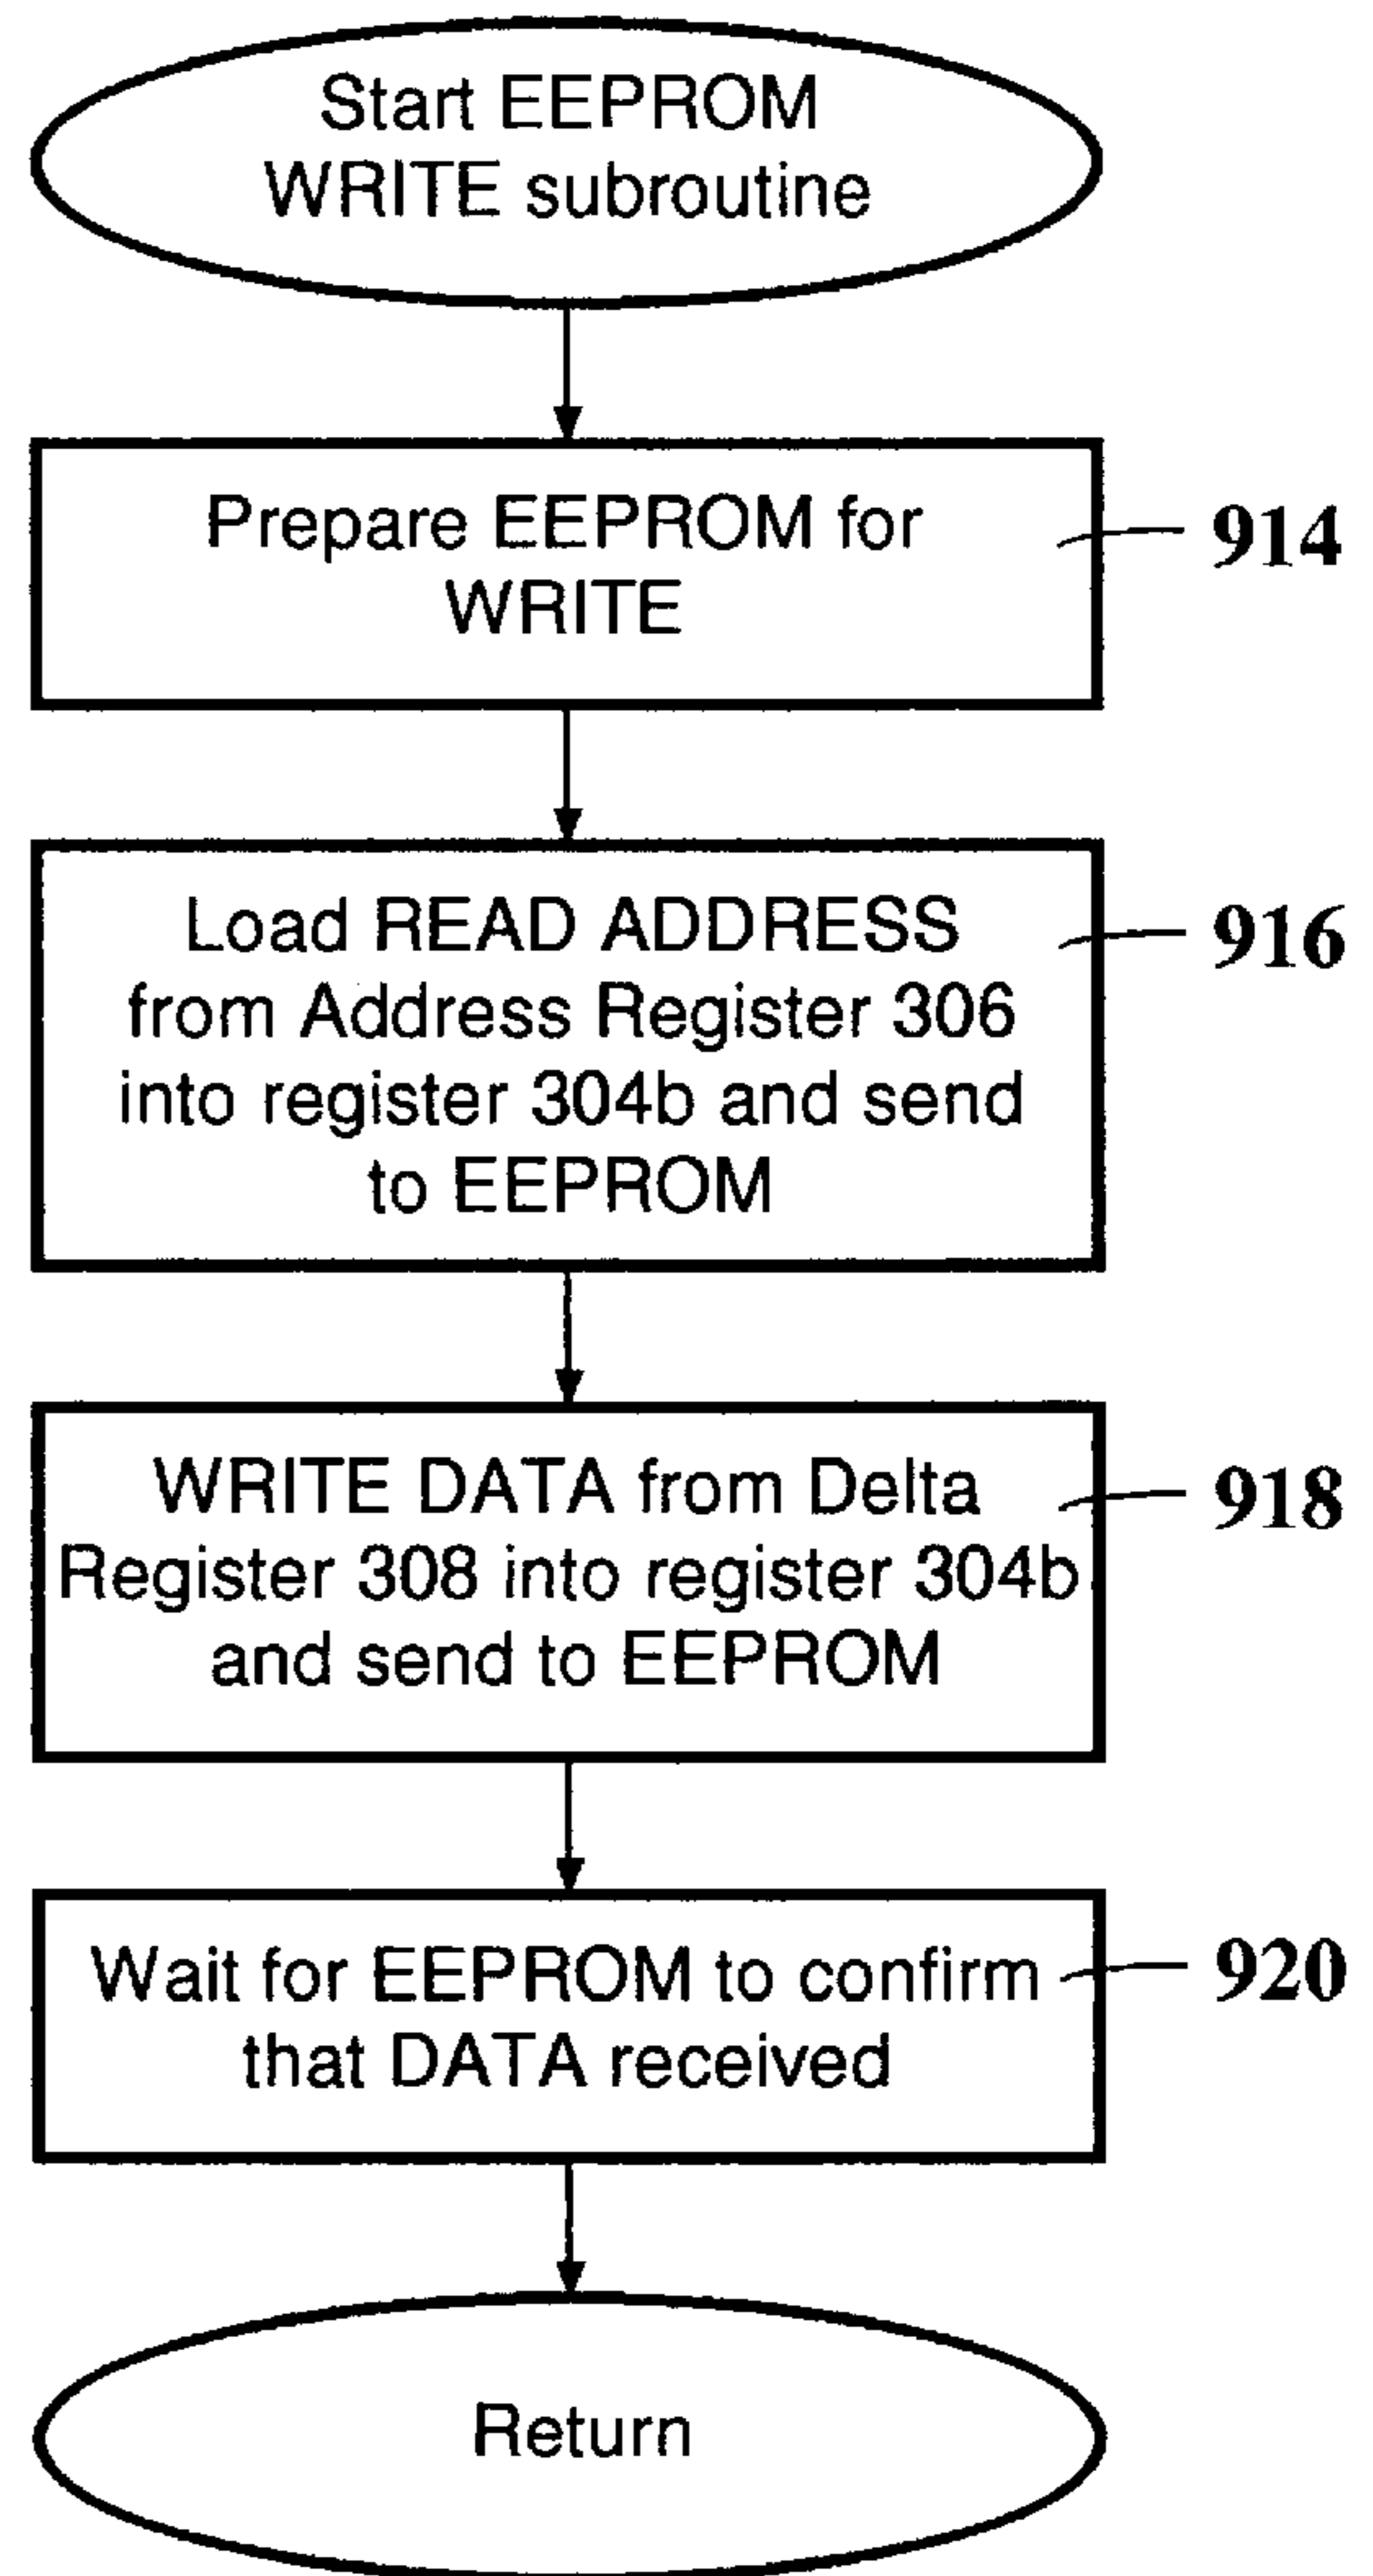 Start EEPROM
WRITE subroutine
Prepare EEPROM for
WRITE
914
Load READ ADDRESS
from Address Register 306
into register 304b and send
to EEPROM
916
WRITE DATA from Delta
Register 308 into register 304b
and send to EEPROM
918
Wait for EEPROM to confirm
that DATA received
920
Return